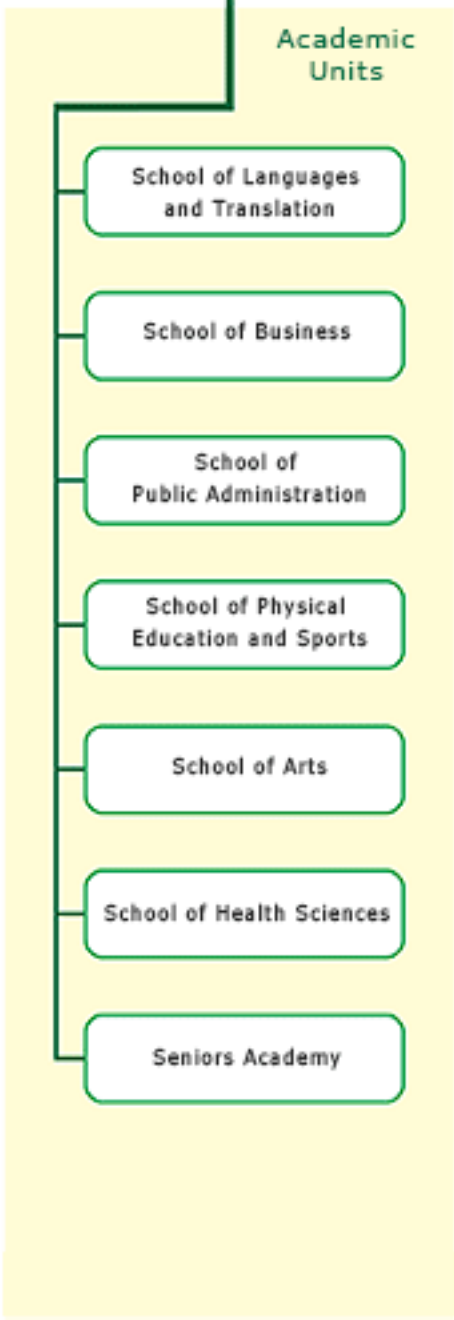 Academic
Units
School of Languages
and Translation
School of Business
School of
Public Administration
School of Physical
Education and Sports
School of Arts
School of Health Sciences
Seniors Academy